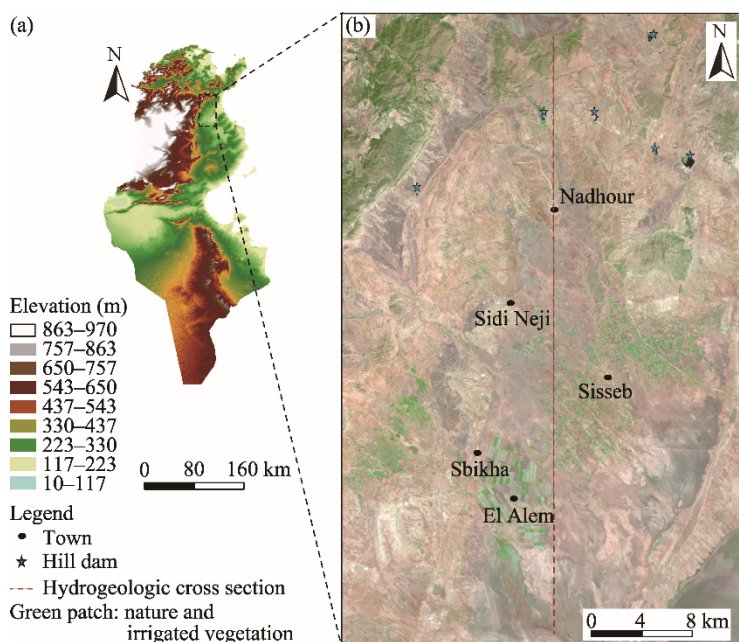 (a)
N
Elevation (m)
863–970
757–863
650–757
543–650
437–543
330–437
223–330
117–223
10–117
0 80 160 km
Legend
Town
Hill dam
Hydrogeologic cross section
Green patch: nature and
irrigated vegetation
(b)
N
Nadhour
Sidi Neji
Sisseb
Sbikha
El Alem
0 4 8 km